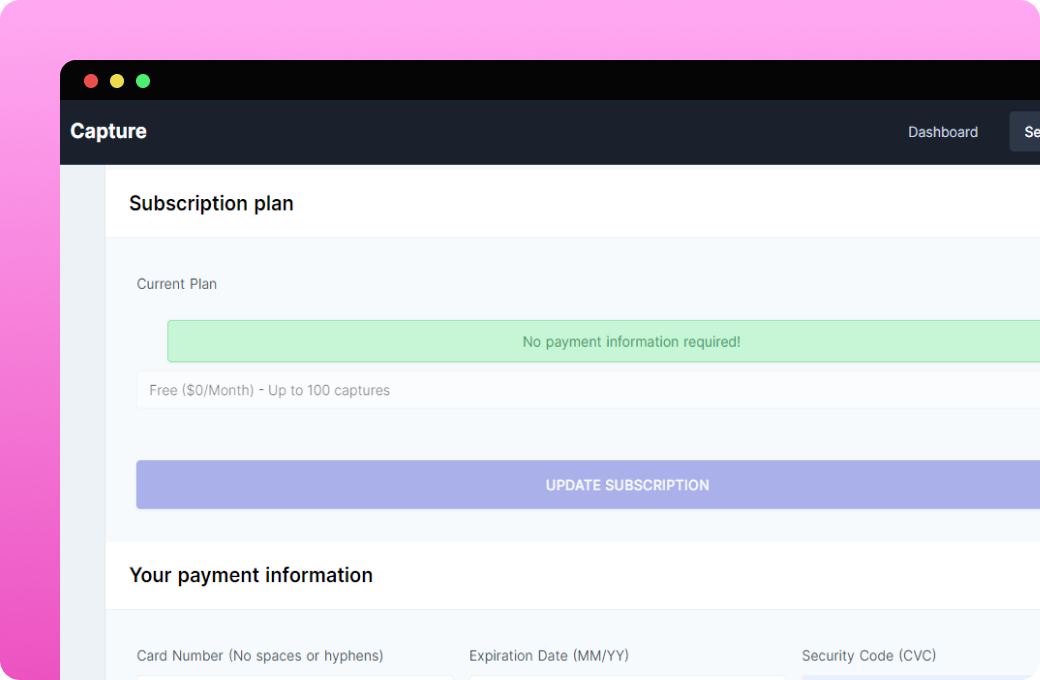 Capture
Dashboard
Subscription plan
Current Plan
No payment information required!
Free ($0/Month) - Up to 100 captures
UPDATE SUBSCRIPTION
Your payment information
Card Number (No spaces or hyphens)
Expiration Date (MM/YY)
Security Code (CVC)